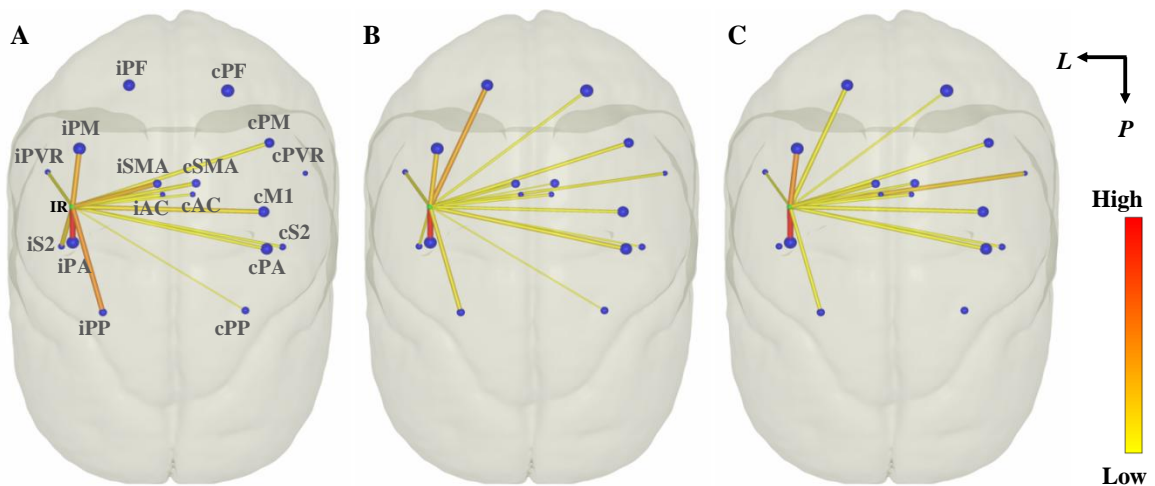 A
B
C
iPF
cPF
L
P
iPM
cPM
iPVR
iSMA
cSMA
cPVR
IR
iAC
cAC
cM1
High
iS2
cS2
iPA
cPA
iPP
cPP
Low